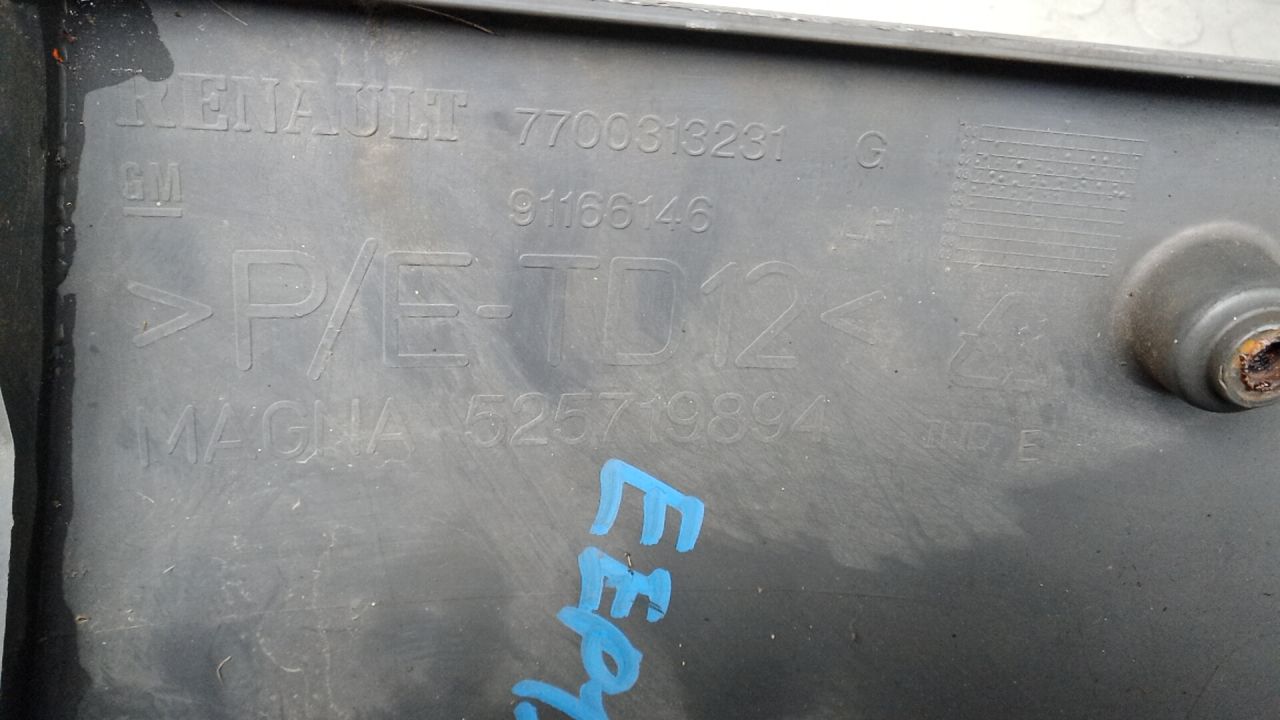 RENAULT 7700313231 G
GM 91166146 LH
>P/E-TD12<
MAGNA 525719894 E